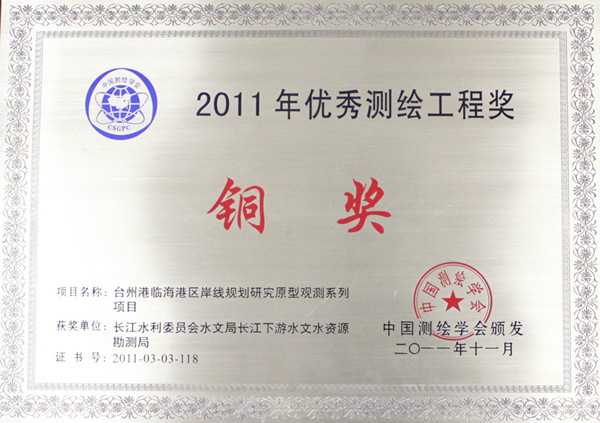 中国测绘学会
CSGPC
2011年优秀测绘工程奖
铜奖
项目名称：台州港临海港区岸线规划研究原型观测系列
项目
获奖单位：长江水利委员会水文局长江下游水文水资源
勘测局
证书号：2011-03-03-118
中国测绘学会
中国测绘学会颁发
二〇一一年十一月